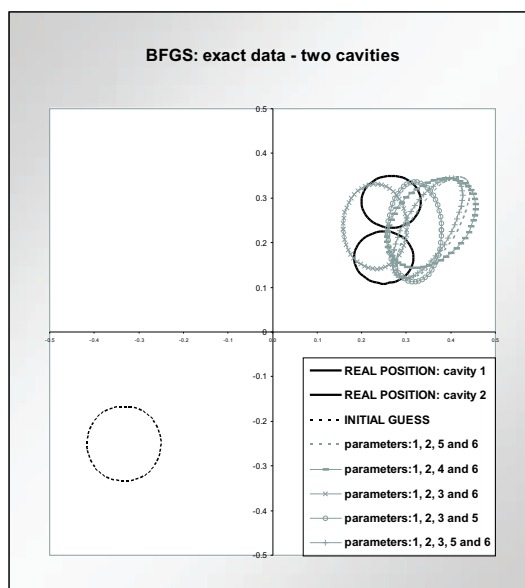 BFGS: exact data - two cavities
0.5
0.4
0.3
0.2
0.1
0
-0.5 -0.4 -0.3 -0.2 -0.1 0.0 0.1 0.2 0.3 0.4 0.5
-0.1
-0.2
-0.3
-0.4
-0.5
REAL POSITION: cavity 1
REAL POSITION: cavity 2
INITIAL GUESS
parameters:1, 2, 5 and 6
parameters:1, 2, 4 and 6
parameters:1, 2, 3 and 6
parameters:1, 2, 3 and 5
parameters:1, 2, 3, 5 and 6